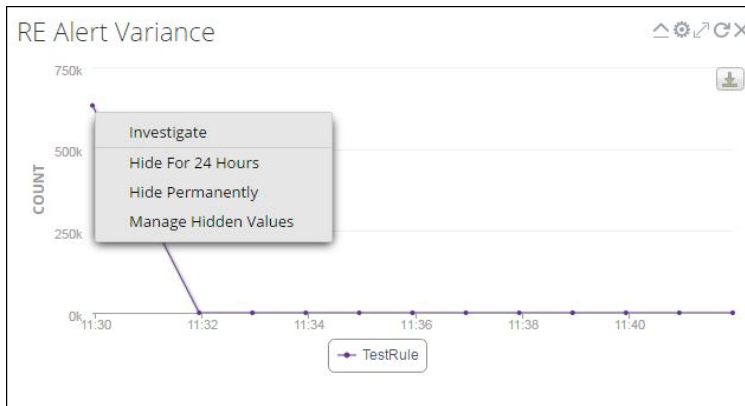 RE Alert Variance
750k
500k
250k
0k
COUNT
Investigate
Hide For 24 Hours
Hide Permanently
Manage Hidden Values
11:30 11:32 11:34 11:36 11:38 11:40
TestRule